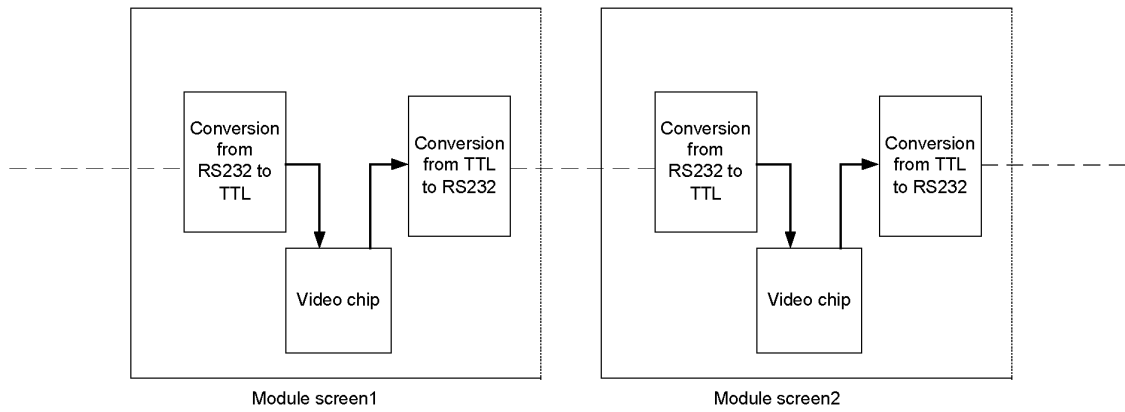 Conversion
from
RS232 to
TTL
Conversion
from TTL
to RS232
Video chip
Module screen1
Conversion
from
RS232 to
TTL
Conversion
from TTL
to RS232
Video chip
Module screen2